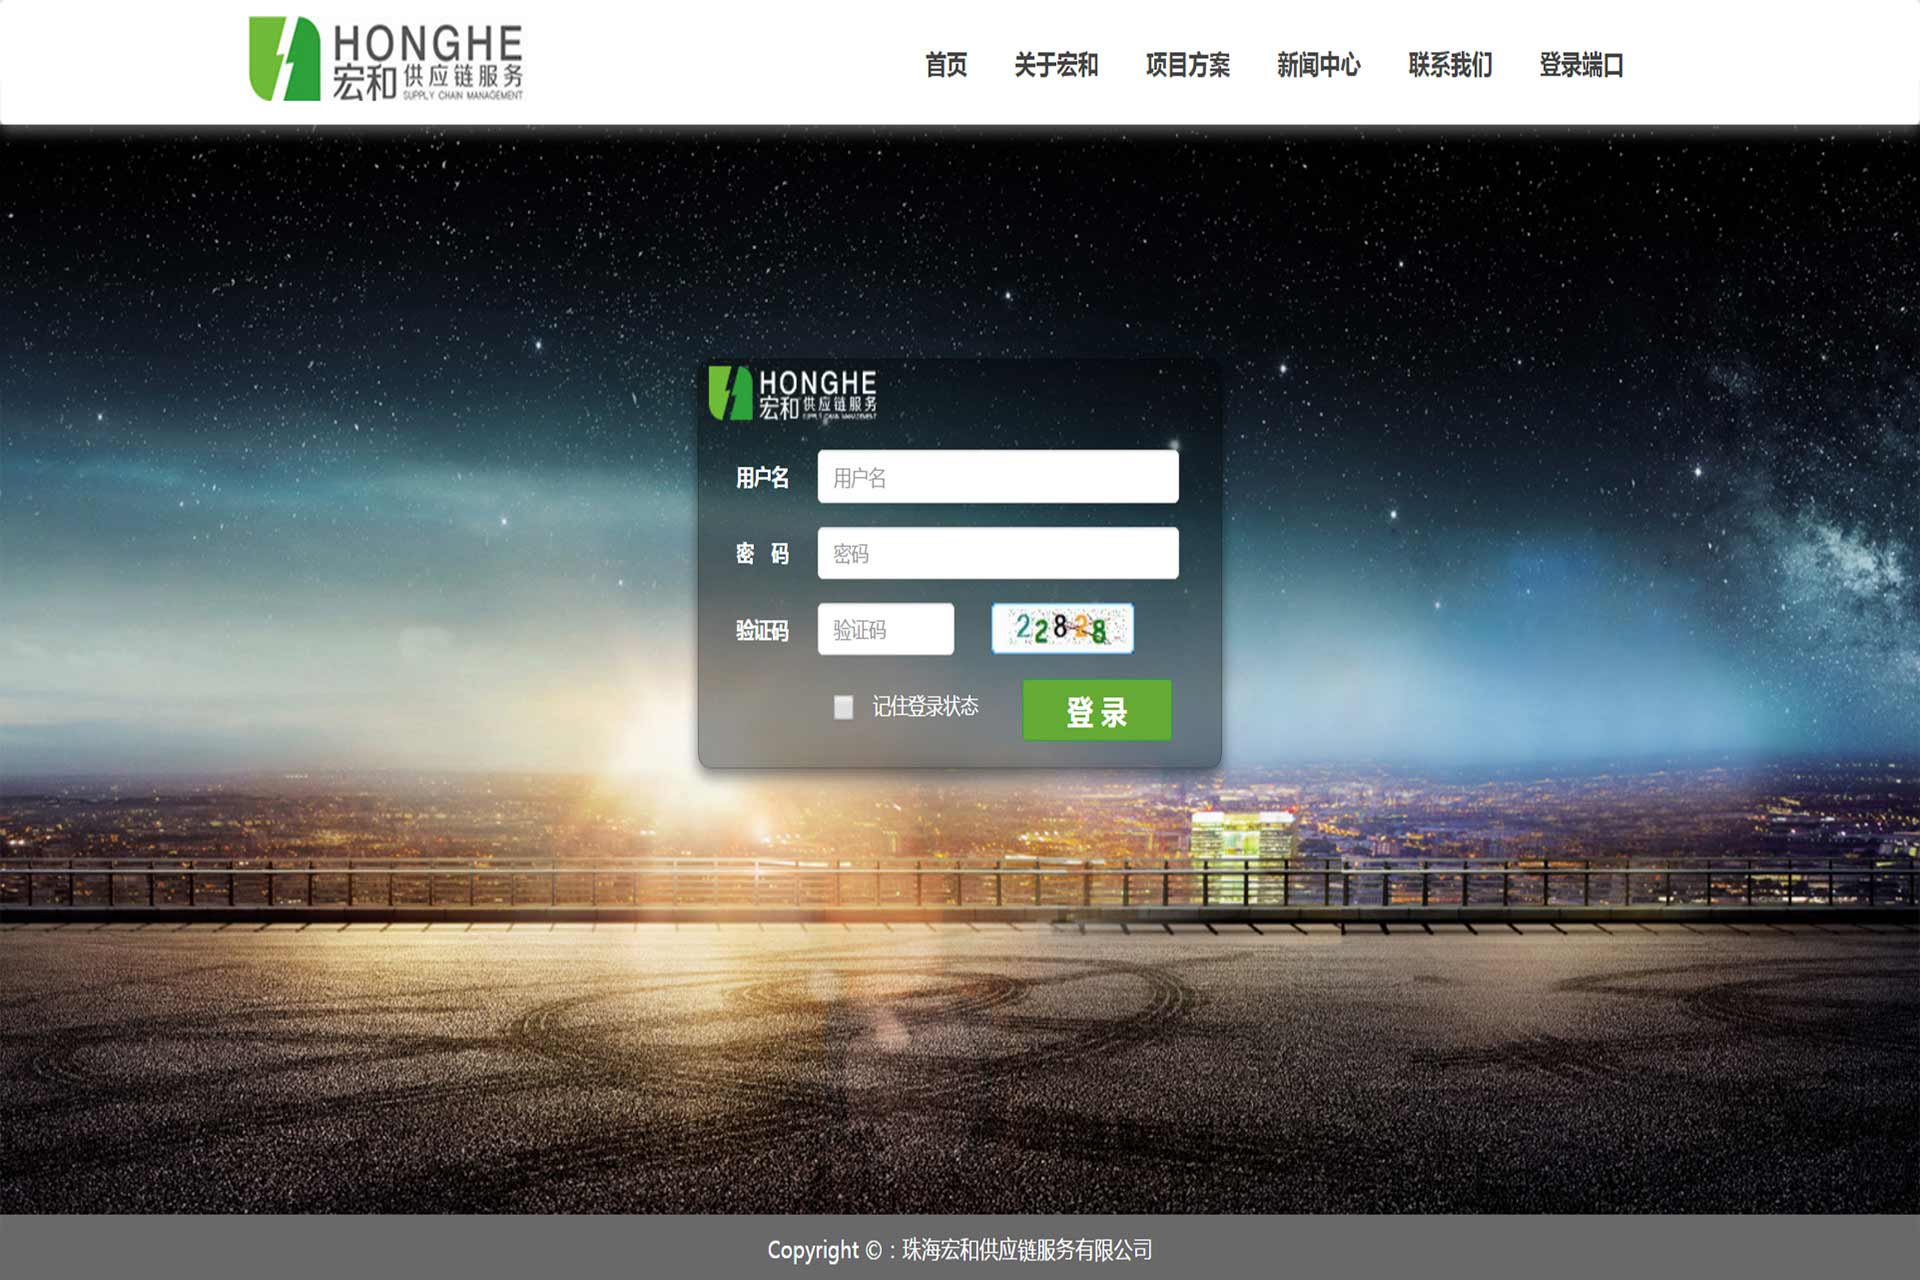 HONGHE
宏和供应链服务
SUPPLY CHAIN MANAGEMENT
首页 关于宏和 项目方案 新闻中心 联系我们 登录端口
HONGHE
宏和供应链服务
SUPPLY CHAIN MANAGEMENT
用户名 用户名
密 码 密码
验证码 验证码 22828
记住登录状态 登 录
Copyright ©：珠海宏和供应链服务有限公司